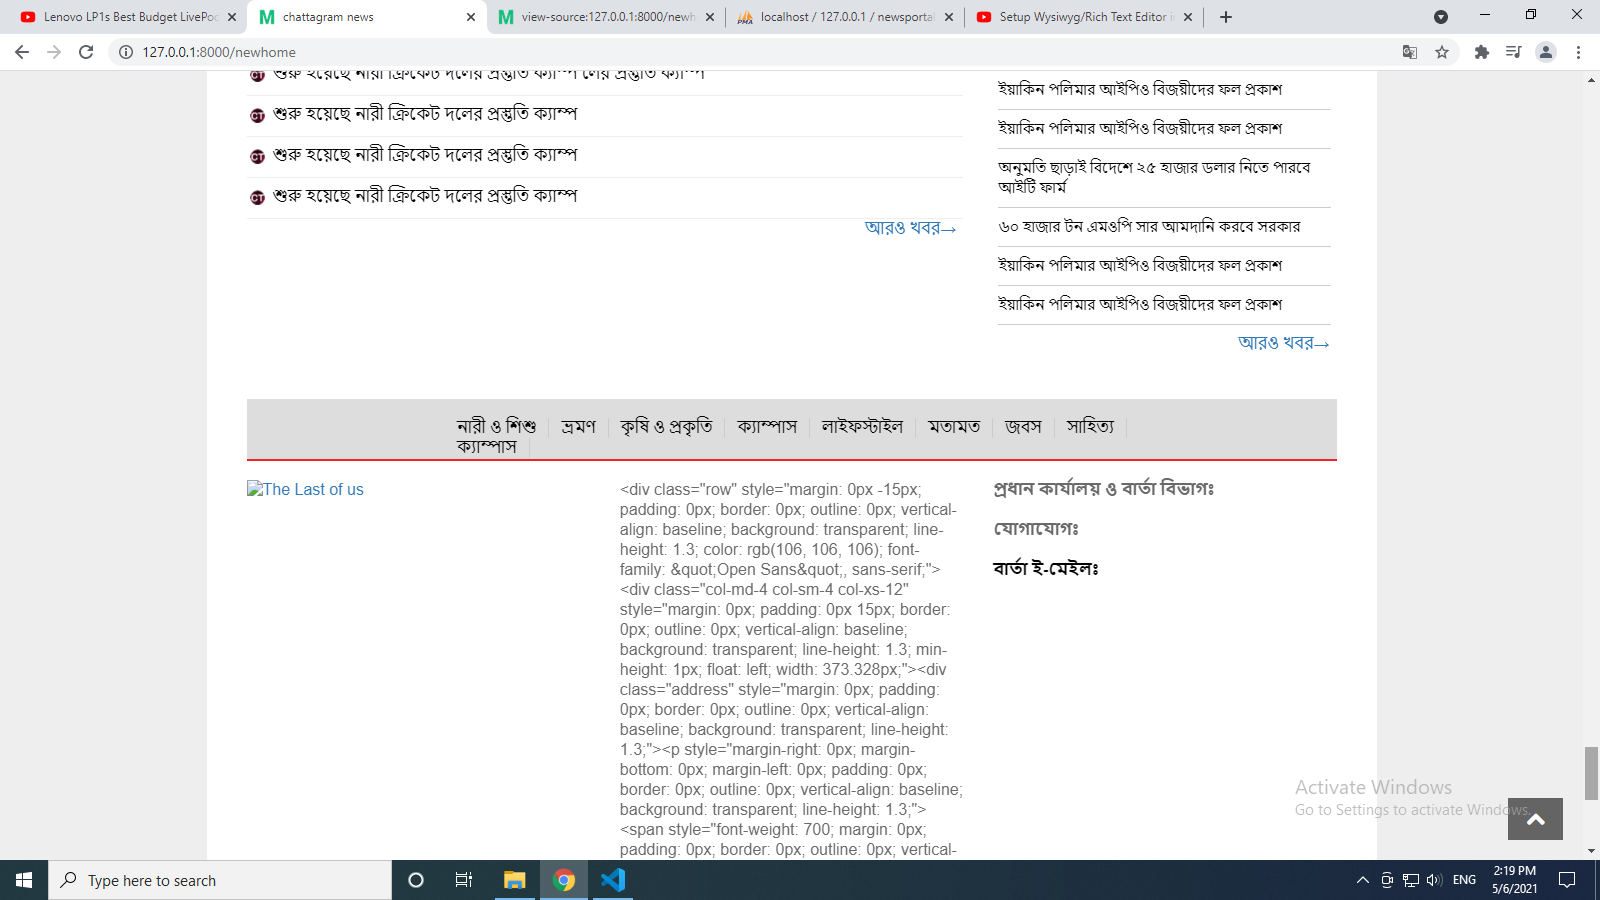 Lenovo LP1s Best Budget LivePoc
chattagram news
view-source:127.0.0.1:8000/newh
localhost / 127.0.0.1 / newsportal
Setup Wysiwyg/Rich Text Editor i
127.0.0.1:8000/newhome
শুরু হয়েছে নারী ক্রিকেট দলের প্রস্তুতি ক্যাম্প লের প্রস্তুতি ক্যাম্প
শুরু হয়েছে নারী ক্রিকেট দলের প্রস্তুতি ক্যাম্প
শুরু হয়েছে নারী ক্রিকেট দলের প্রস্তুতি ক্যাম্প
শুরু হয়েছে নারী ক্রিকেট দলের প্রস্তুতি ক্যাম্প
আরও খবর→
ইয়াকিন পলিমার আইপিও বিজয়ীদের ফল প্রকাশ
ইয়াকিন পলিমার আইপিও বিজয়ীদের ফল প্রকাশ
অনুমতি ছাড়াই বিদেশে ২৫ হাজার ডলার নিতে পারবে
আইটি ফার্ম
৬০ হাজার টন এমওপি সার আমদানি করবে সরকার
ইয়াকিন পলিমার আইপিও বিজয়ীদের ফল প্রকাশ
ইয়াকিন পলিমার আইপিও বিজয়ীদের ফল প্রকাশ
আরও খবর→
নারী ও শিশু ভ্রমণ কৃষি ও প্রকৃতি ক্যাম্পাস লাইফস্টাইল মতামত জবস সাহিত্য
ক্যাম্পাস
The Last of us
<div class="row" style="margin: 0px -15px;
padding: 0px; border: 0px; outline: 0px; vertical-
align: baseline; background: transparent; line-
height: 1.3; color: rgb(106, 106, 106); font-
family: &quot;Open Sans&quot;, sans-serif;">
<div class="col-md-4 col-sm-4 col-xs-12"
style="margin: 0px; padding: 0px 15px; border:
0px; outline: 0px; vertical-align: baseline;
background: transparent; line-height: 1.3; min-
height: 1px; float: left; width: 373.328px;"><div
class="address" style="margin: 0px; padding:
0px; border: 0px; outline: 0px; vertical-align:
baseline; background: transparent; line-height:
1.3;"><p style="margin-right: 0px; margin-
bottom: 0px; margin-left: 0px; padding: 0px;
border: 0px; outline: 0px; vertical-align: baseline;
background: transparent; line-height: 1.3;">
<span style="font-weight: 700; margin: 0px;
padding: 0px; border: 0px; outline: 0px; vertical-
প্রধান কার্যালয় ও বার্তা বিভাগঃ
যোগাযোগঃ
বার্তা ই-মেইলঃ
Activate Windows
Go to Settings to activate Windows.
Type here to search
ENG
2:19 PM
5/6/2021